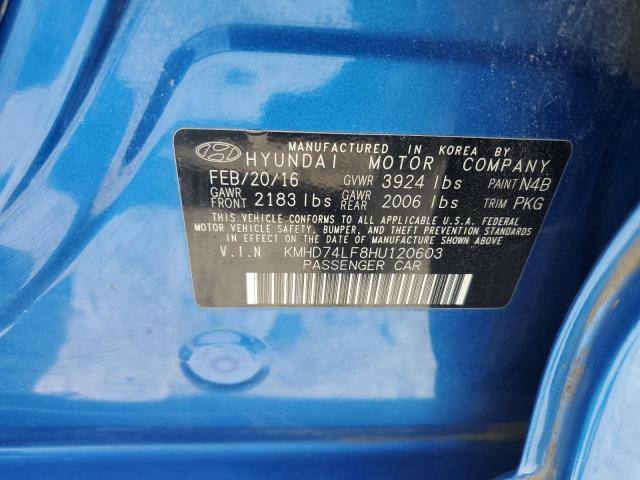 MANUFACTURED IN KOREA BY
HYUNDAI MOTOR COMPANY
FEB/20/16 GVWR 3924 lbs PAINT N4B
GAWR FRONT 2183 lbs GAWR REAR 2006 lbs TRIM PKG
THIS VEHICLE CONFORMS TO ALL APPLICABLE U.S.A. FEDERAL
MOTOR VEHICLE SAFETY, BUMPER, AND THEFT PREVENTION STANDARDS
IN EFFECT ON THE DATE OF MANUFACTURE SHOWN ABOVE.
V.I.N KMHD74LF8HU120603
PASSENGER CAR